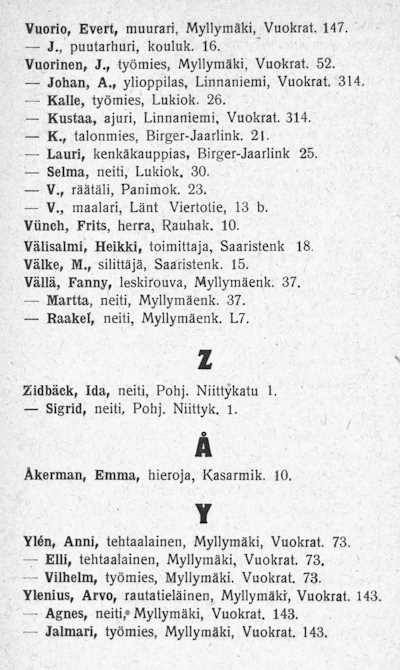 Vuorio, Evert, muurari, Myllymäki, Vuokrat. 147.
— J., puutarhuri, kouluk. 16.
Vuorinen, J., työmies, Myllymäki, Vuokrat. 52.
— Johan, A., ylioppilas, Linnaniemi, Vuokrat. 314.
— Kalle, työmies, Lukiok. 26.
— Kustaa, ajuri, Linnaniemi, Vuokrat. 314.
— K., talonmies, Birger-Jaarlink. 21.
— Lauri, kenkäkauppias, Birger-Jaarlink 25.
— Selma, neiti, Lukiok. 30.
— V., räätäli, Panimok. 23.
— V., maalari, Länt Viertotie, 13 b.
Vünch, Frits, herra, Rauhak. 10.
Välisalmi, Heikki, toimittaja, Saaristenk 18.
Välke, M., silittäjä, Saaristenk. 15.
Vällä, Fanny, leskirouva, Myllymäenk. 37.
— Martta, neiti, Myllymäenk. 37.
— Raakel, neiti, Myllymäenk. L7.
Z
Zidbäck, Ida, neiti, Pohj. Niittykatu 1.
— Sigrid, neiti, Pohj. Niittyk. 1.
Å
Åkerman, Emma, hieroja, Kasarmik. 10.
Y
Ylén, Anni, tehtaalainen, Myllymäki, Vuokrat. 73.
— Elli, tehtaalainen, Myllymäki, Vuokrat. 73.
— Vilhelm, työmies, Myllymäki. Vuokrat. 73.
Ylenius, Arvo, rautatieläinen, Myllymäki, Vuokrat. 143.
— Agnes, neiti, Myllymäki, Vuokrat. 143.
— Jalmari, työmies, Myllymäki, Vuokrat. 143.